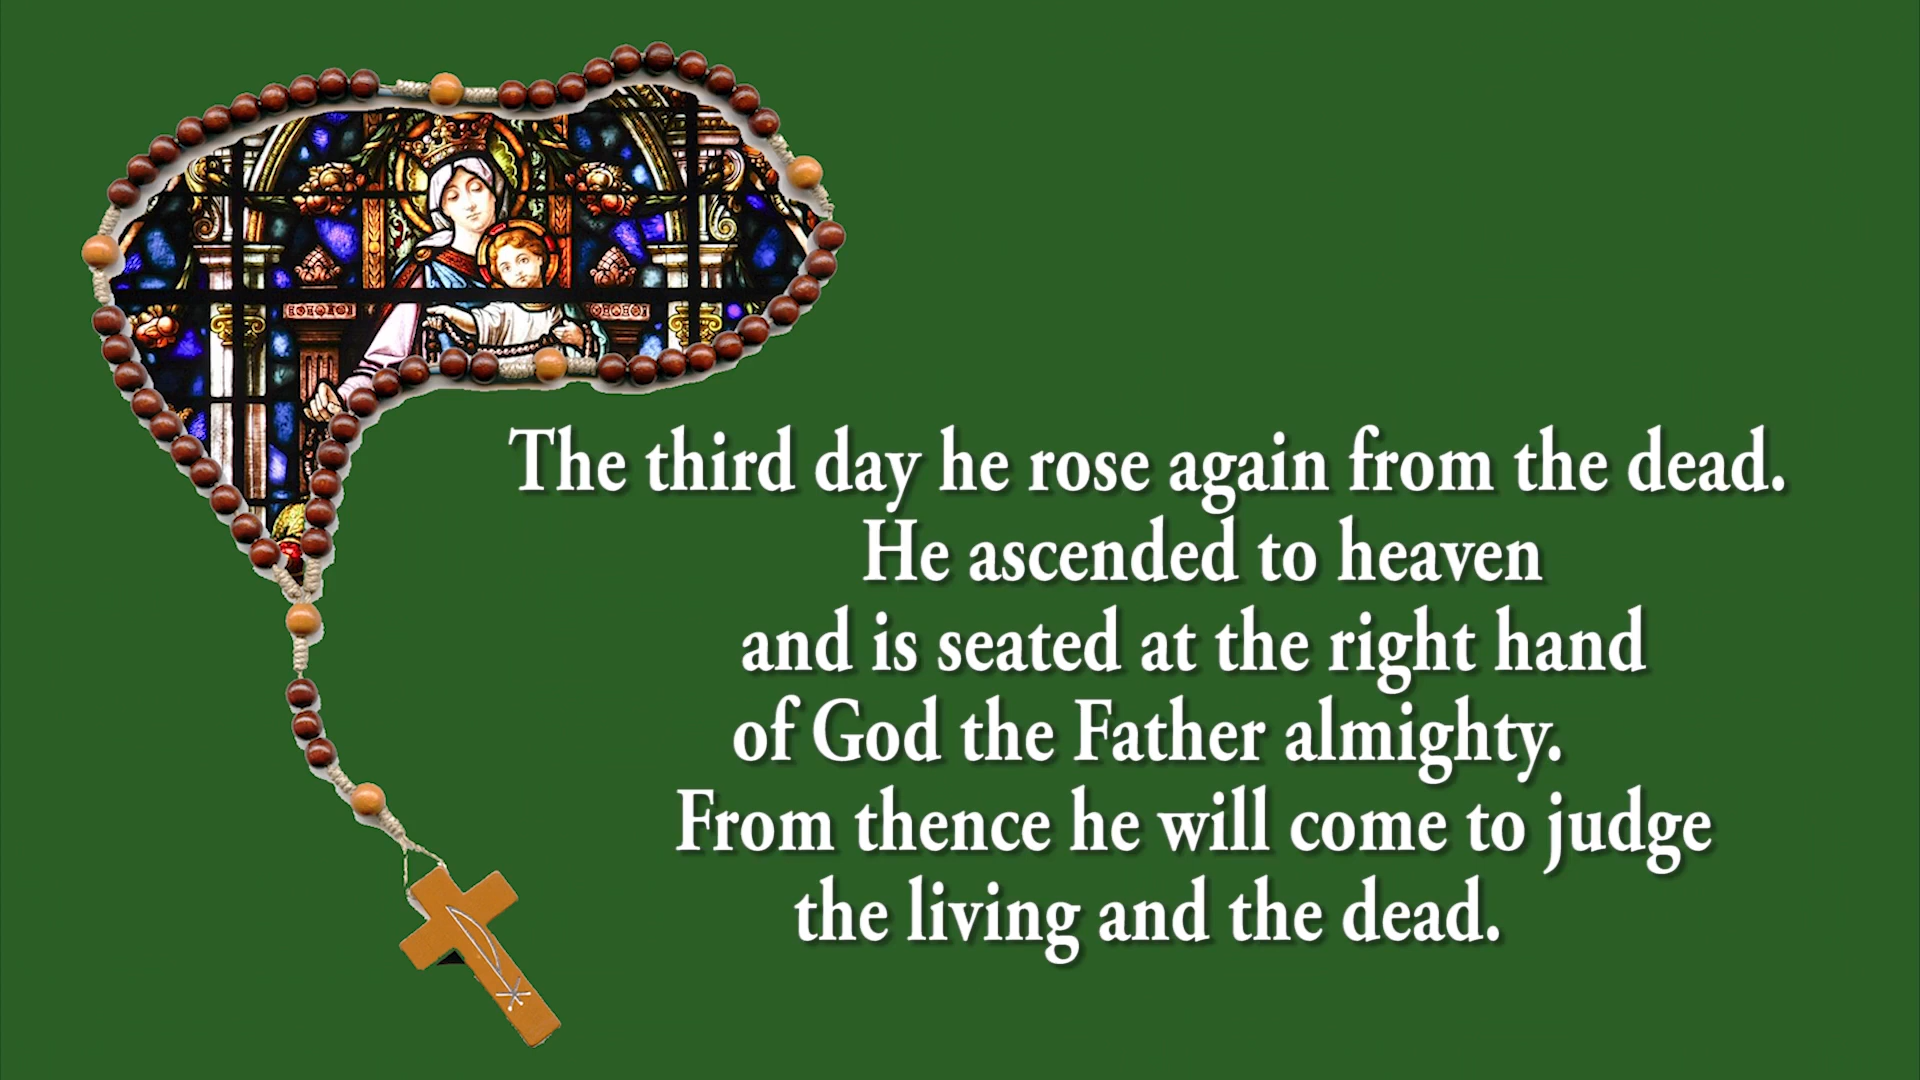 The third day he rose again from the dead.
He ascended to heaven
and is seated at the right hand
of God the Father almighty.
From thence he will come to judge
the living and the dead.